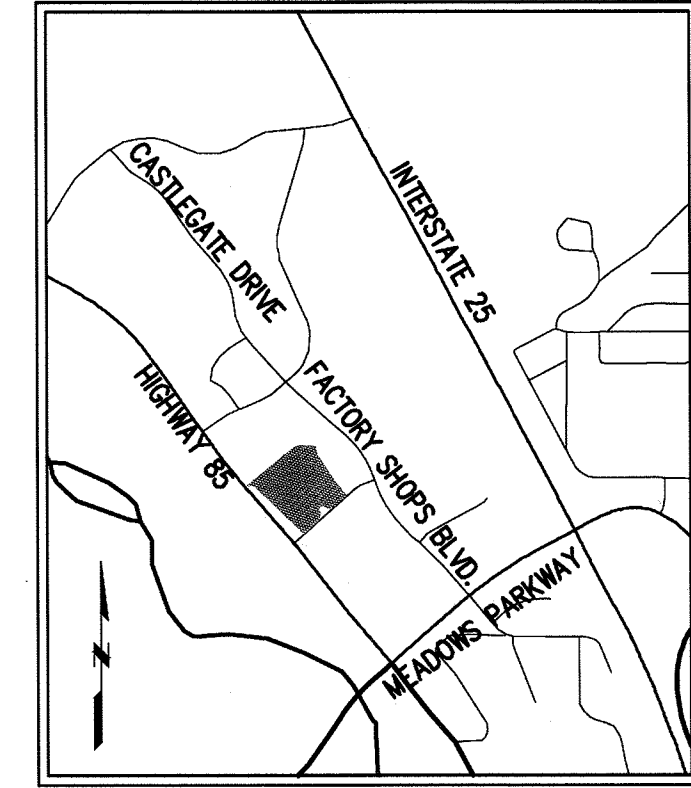 CASTLEGATE DRIVE
INTERSTATE 25
HIGHWAY 85
FACTORY SHOPS BLVD.
MEADOWS PARKWAY
N